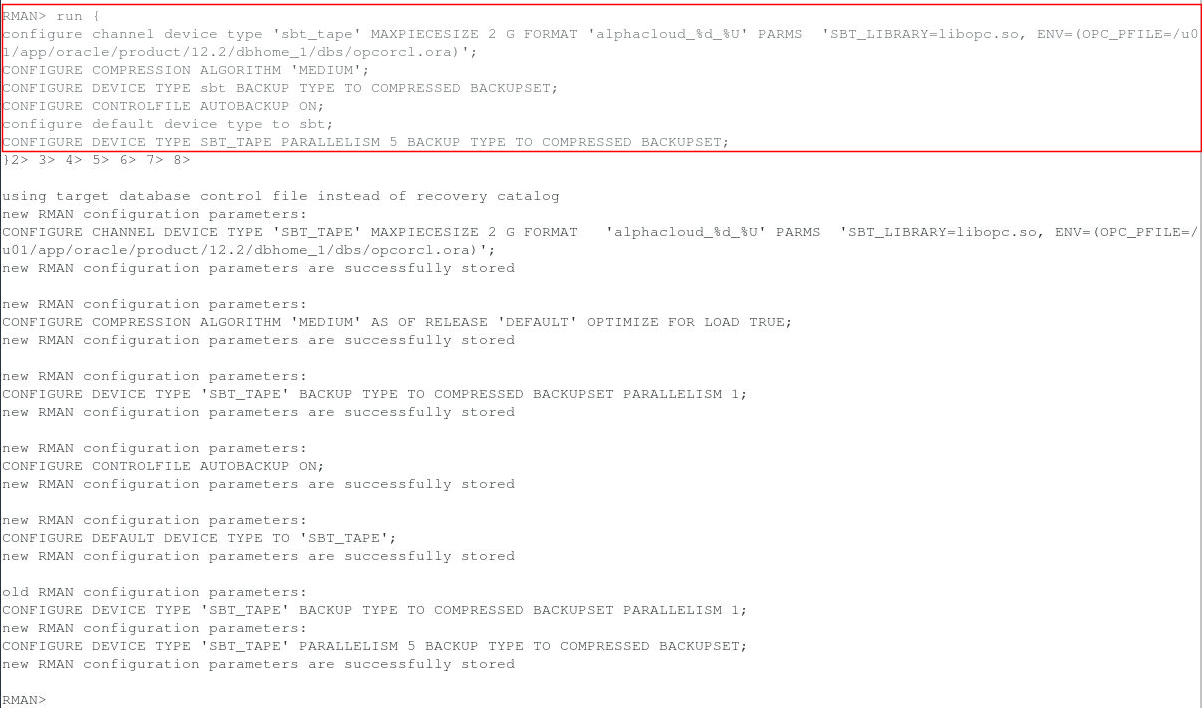 RMAN> run {
configure channel device type 'sbt_tape' MAXPIECESIZE 2 G FORMAT 'alphacloud_%d_%U' PARMS  'SBT_LIBRARY=libopc.so, ENV=(OPC_PFILE=/u0
1/app/oracle/product/12.2/dbhome_1/dbs/opcorcl.ora)';
CONFIGURE COMPRESSION ALGORITHM 'MEDIUM';
CONFIGURE DEVICE TYPE sbt BACKUP TYPE TO COMPRESSED BACKUPSET;
CONFIGURE CONTROLFILE AUTOBACKUP ON;
configure default device type to sbt;
CONFIGURE DEVICE TYPE SBT_TAPE PARALLELISM 5 BACKUP TYPE TO COMPRESSED BACKUPSET;
}2> 3> 4> 5> 6> 7> 8>
using target database control file instead of recovery catalog
new RMAN configuration parameters:
CONFIGURE CHANNEL DEVICE TYPE 'SBT_TAPE' MAXPIECESIZE 2 G FORMAT   'alphacloud_%d_%U' PARMS  'SBT_LIBRARY=libopc.so, ENV=(OPC_PFILE=/
u01/app/oracle/product/12.2/dbhome_1/dbs/opcorcl.ora)';
new RMAN configuration parameters are successfully stored
new RMAN configuration parameters:
CONFIGURE COMPRESSION ALGORITHM 'MEDIUM' AS OF RELEASE 'DEFAULT' OPTIMIZE FOR LOAD TRUE;
new RMAN configuration parameters are successfully stored
new RMAN configuration parameters:
CONFIGURE DEVICE TYPE 'SBT_TAPE' BACKUP TYPE TO COMPRESSED BACKUPSET PARALLELISM 1;
new RMAN configuration parameters are successfully stored
new RMAN configuration parameters:
CONFIGURE CONTROLFILE AUTOBACKUP ON;
new RMAN configuration parameters are successfully stored
new RMAN configuration parameters:
CONFIGURE DEFAULT DEVICE TYPE TO 'SBT_TAPE';
new RMAN configuration parameters are successfully stored
old RMAN configuration parameters:
CONFIGURE DEVICE TYPE 'SBT_TAPE' BACKUP TYPE TO COMPRESSED BACKUPSET PARALLELISM 1;
new RMAN configuration parameters:
CONFIGURE DEVICE TYPE 'SBT_TAPE' PARALLELISM 5 BACKUP TYPE TO COMPRESSED BACKUPSET;
new RMAN configuration parameters are successfully stored
RMAN>